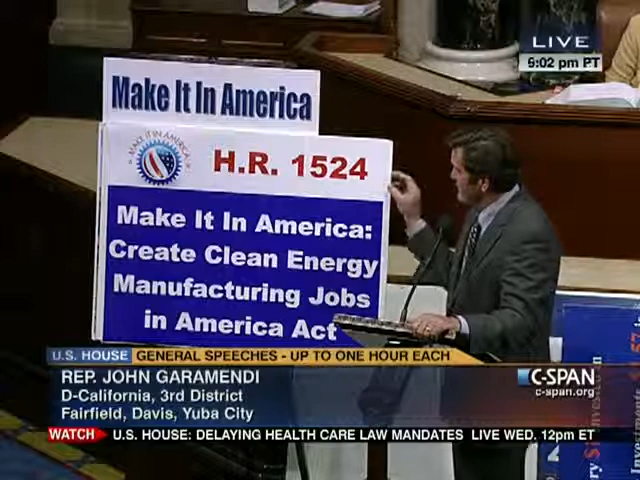 LIVE
9:02 pm PT
Make It In America
MAKE IT IN AMERICA
H.R. 1524
Make It In America:
Create Clean Energy
Manufacturing Jobs
in America Act
U.S. HOUSE GENERAL SPEECHES - UP TO ONE HOUR EACH
REP. JOHN GARAMENDI
D-California, 3rd District
Fairfield, Davis, Yuba City
C-SPAN
c-span.org
WATCH U.S. HOUSE: DELAYING HEALTH CARE LAW MANDATES LIVE WED. 12pm ET